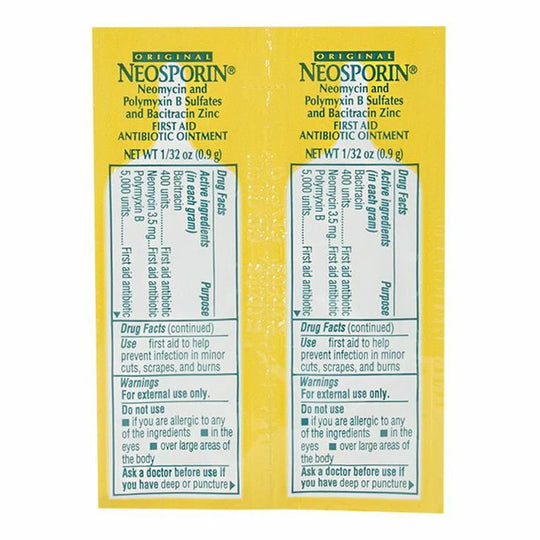 ORIGINAL
NEOSPORIN®
Neomycin and
Polymyxin B Sulfates
and Bacitracin Zinc
FIRST AID
ANTIBIOTIC OINTMENT
NET WT 1/32 oz (0.9 g)
Drug Facts
Active ingredients Purpose
(in each gram)
Bacitracin
400 units..... First aid antibiotic
Neomycin 3.5 mg...First aid antibiotic
Polymyxin B
5,000 units........ First aid antibiotic
Drug Facts (continued)
Use first aid to help
prevent infection in minor
cuts, scrapes, and burns
Warnings
For external use only.
Do not use
■ if you are allergic to any
of the ingredients ■ in the
eyes ■ over large areas of
the body
Ask a doctor before use if
you have deep or puncture
ORIGINAL
NEOSPORIN®
Neomycin and
Polymyxin B Sulfates
and Bacitracin Zinc
FIRST AID
ANTIBIOTIC OINTMENT
NET WT 1/32 oz (0.9 g)
Drug Facts
Active ingredients Purpose
(in each gram)
Bacitracin
400 units..... First aid antibiotic
Neomycin 3.5 mg...First aid antibiotic
Polymyxin B
5,000 units........ First aid antibiotic
Drug Facts (continued)
Use first aid to help
prevent infection in minor
cuts, scrapes, and burns
Warnings
For external use only.
Do not use
■ if you are allergic to any
of the ingredients ■ in the
eyes ■ over large areas of
the body
Ask a doctor before use if
you have deep or puncture